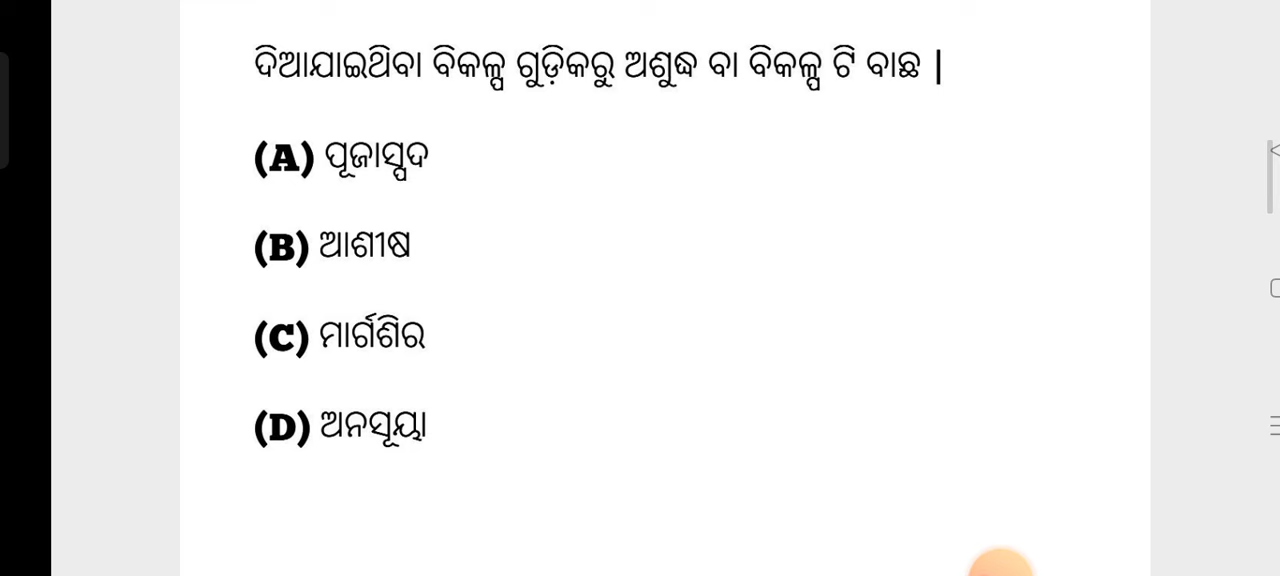 ଦିଆଯାଇଥିବା ବିକଳ୍ପ ଗୁଡ଼ିକରୁ ଅଶୁଦ୍ଧ ବା ବିକଳ୍ପ ଟି ବାଛ |
(A) ପୂଜାସ୍ପଦ
(B) ଆଶୀଷ
(C) ମାର୍ଗଶିର
(D) ଅନସୂୟା